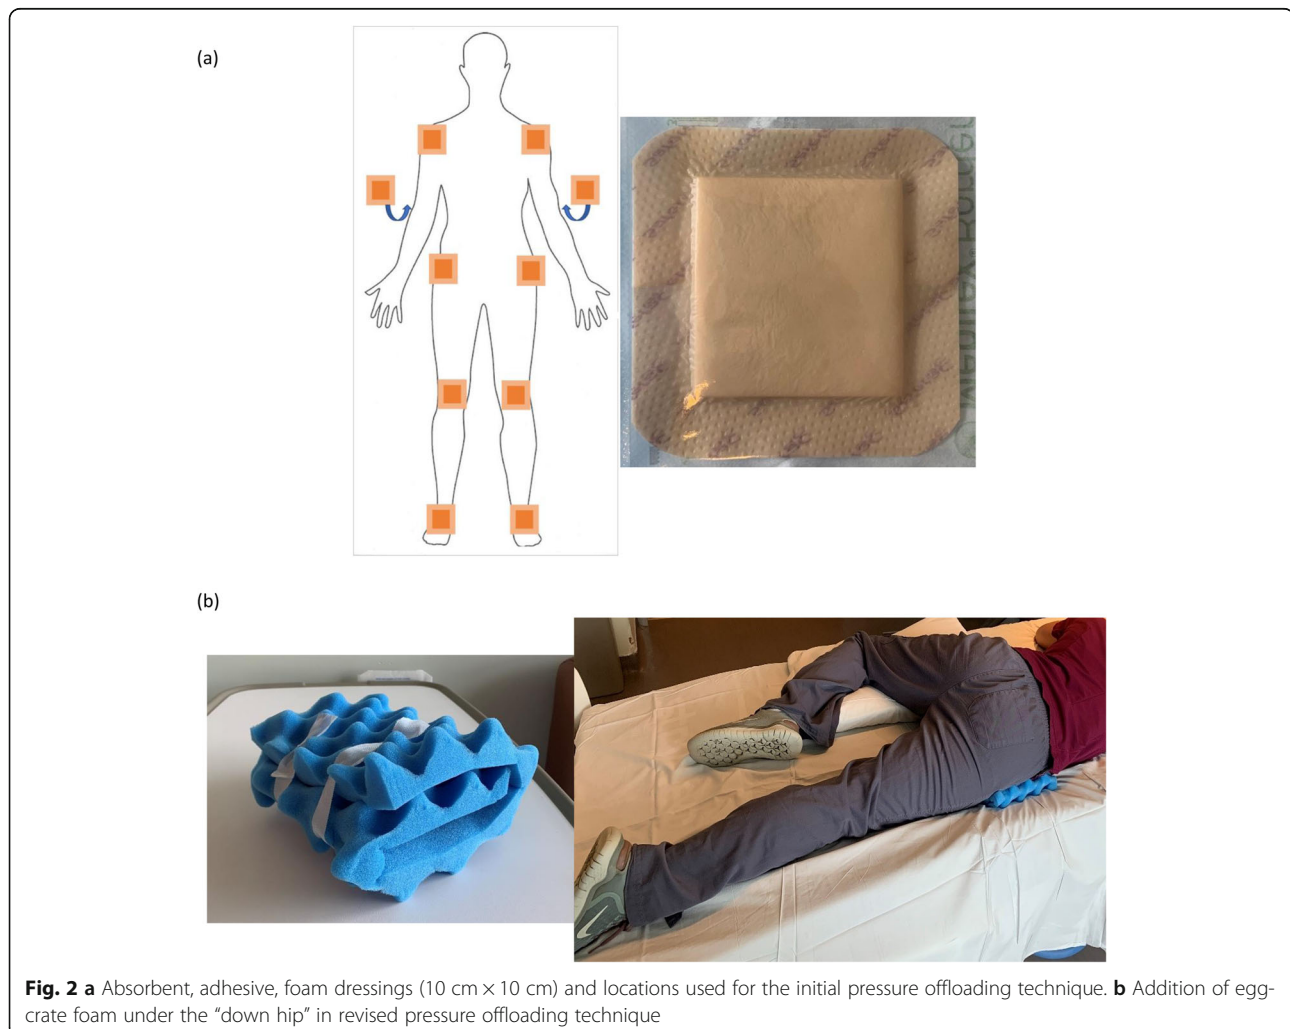 (a)
(b)
Fig. 2 a Absorbent, adhesive, foam dressings (10 cm × 10 cm) and locations used for the initial pressure offloading technique. b Addition of egg-
crate foam under the “down hip” in revised pressure offloading technique